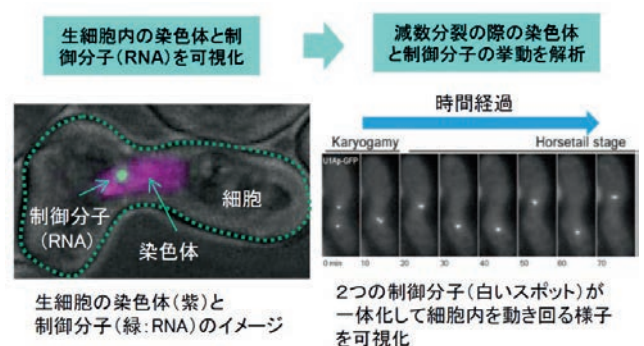 生細胞内の染色体と制
御分子(RNA)を可視化
減数分裂の際の染色体
と制御分子の挙動を解析
制御分子
(RNA)
染色体
細胞
生細胞の染色体(紫)と
制御分子(緑:RNA)のイメージ
時間経過
Karyogamy
Horsetail stage
U1Ap-GFP
0 min 10 20 30 40 50 60 70
2つの制御分子(白いスポット)が
一体化して細胞内を動き回る様子
を可視化